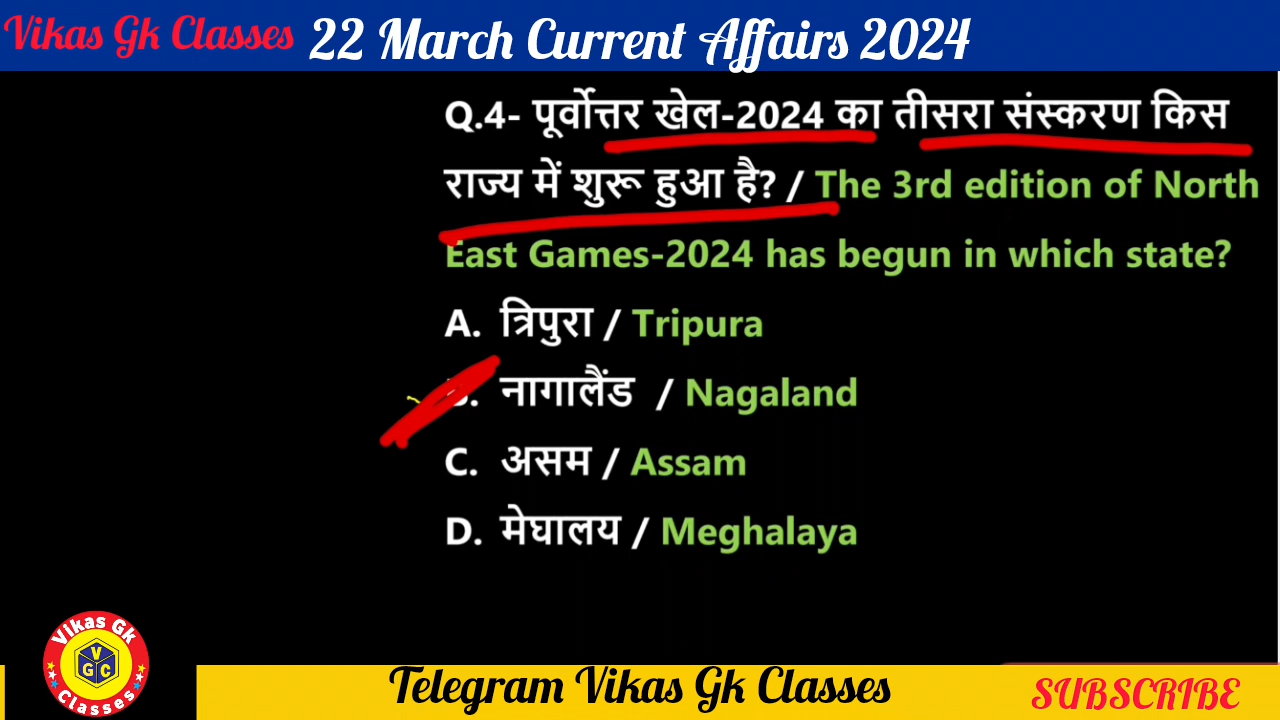 Vikas Gk Classes 22 March Current Affairs 2024
Q.4- पूर्वोत्तर खेल-2024 का तीसरा संस्करण किस
राज्य में शुरू हुआ है? / The 3rd edition of North
East Games-2024 has begun in which state?
A. त्रिपुरा / Tripura
नागालैंड / Nagaland
C. असम / Assam
D. मेघालय / Meghalaya
Vikas Gk
V
G C
Classes
Telegram Vikas Gk Classes
SUBSCRIBE